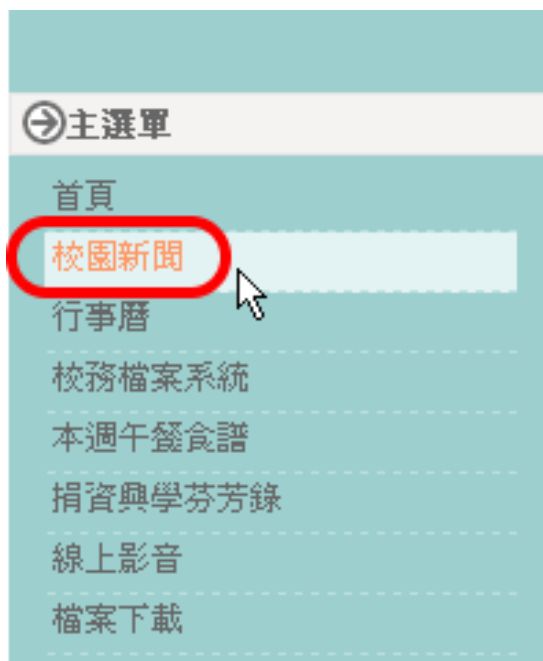 主選單
首頁
校園新聞
行事曆
校務檔案系統
本週午餐食譜
捐資興學芬芳錄
線上影音
檔案下載